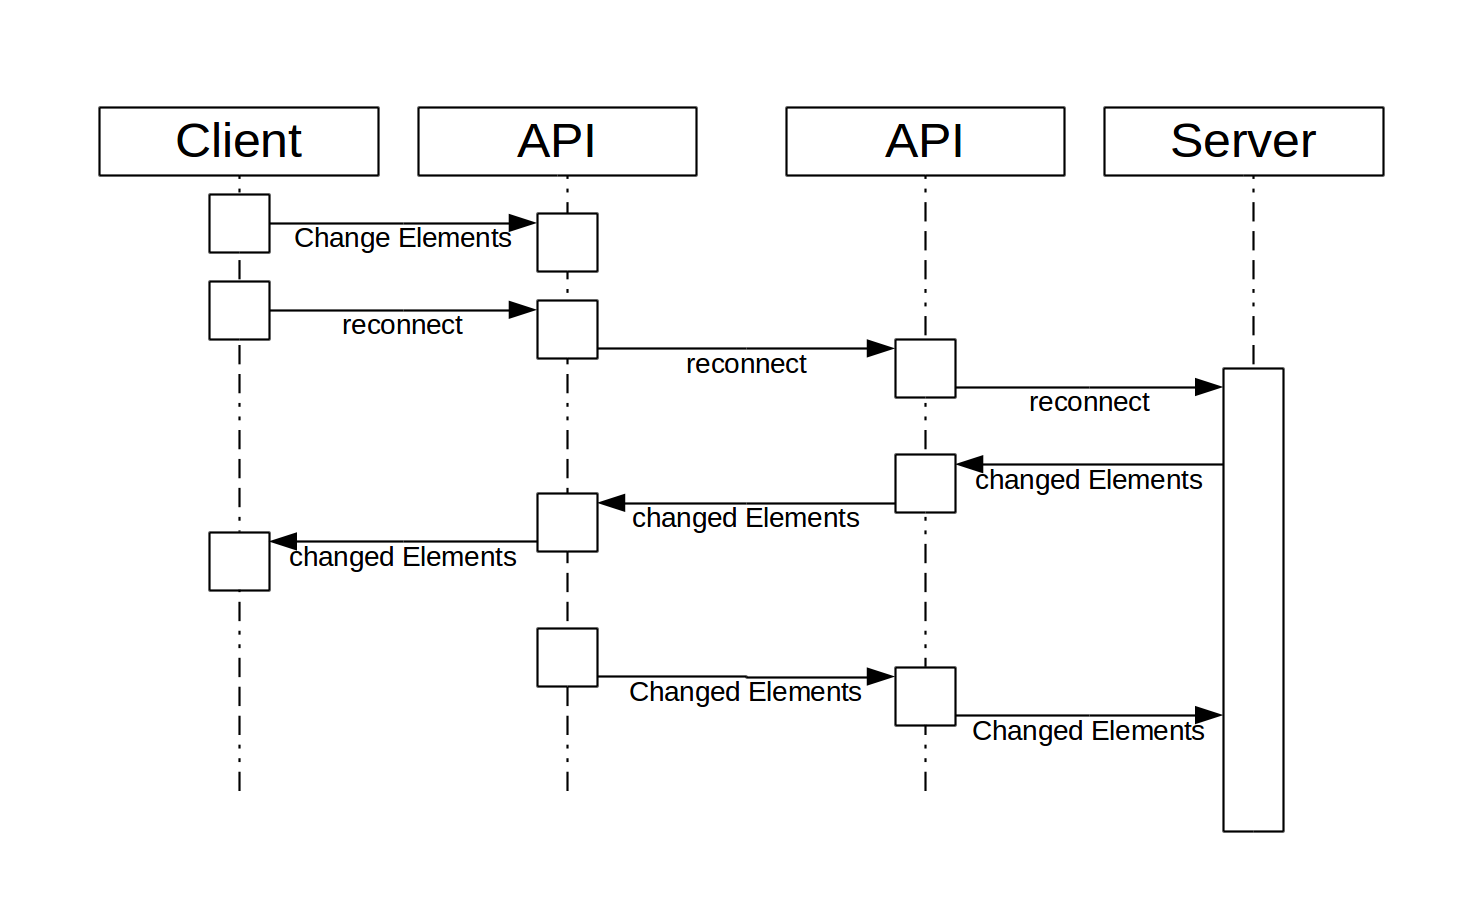 Client
API
API
Server
Change Elements
reconnect
reconnect
reconnect
changed Elements
changed Elements
changed Elements
Changed Elements
Changed Elements